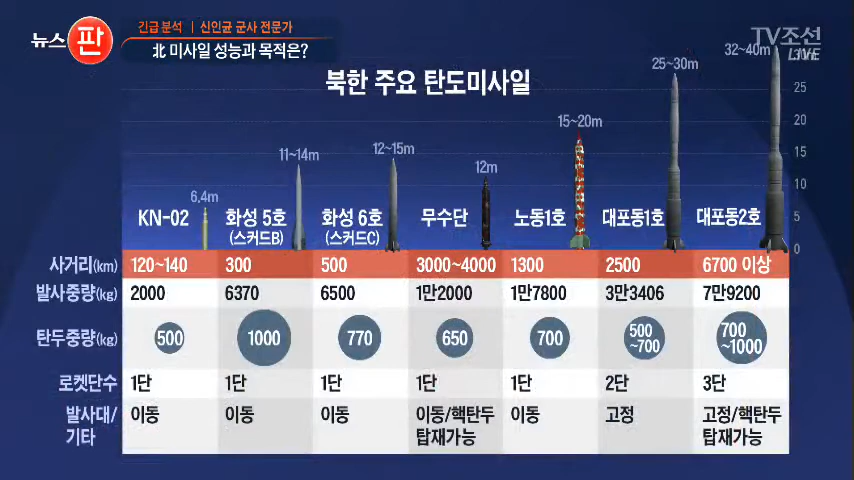 뉴스 판
긴급 분석 | 신인균 군사 전문가
北 미사일 성능과 목적은?
TV조선
LIVE
북한 주요 탄도미사일
6.4m
11~14m
12~15m
12m
15~20m
25~30m
32~40m
25
20
15
10
5
0
KN-02
화성 5호
(스커드B)
화성 6호
(스커드C)
무수단
노동1호
대포동1호
대포동2호
사거리(km) 120~140 300 500 3000~4000 1300 2500 6700 이상
발사중량(kg) 2000 6370 6500 1만2000 1만7800 3만3406 7만9200
탄두중량(kg) 500 1000 770 650 700 500~700 700~1000
로켓단수 1단 1단 1단 1단 1단 2단 3단
발사대/기타 이동 이동 이동 이동/핵탄두 탑재가능 이동 고정 고정/핵탄두 탑재가능